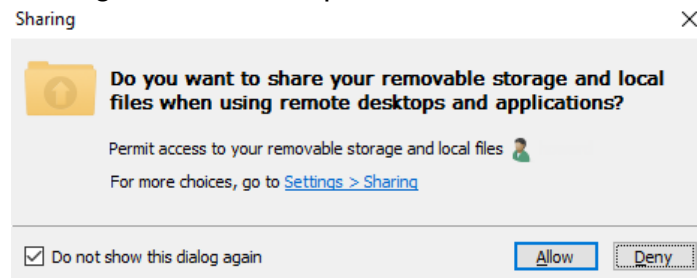 Sharing
Do you want to share your removable storage and local
files when using remote desktops and applications?
Permit access to your removable storage and local files
For more choices, go to Settings > Sharing
Do not show this dialog again
Allow
Deny